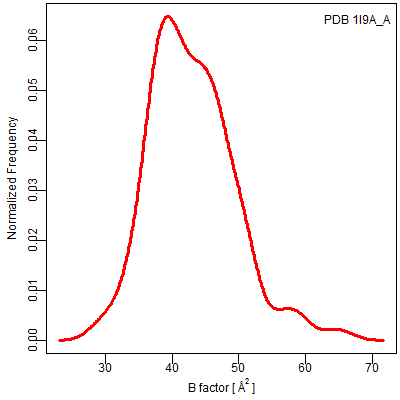 PDB 1I9A_A
Normalized Frequency
0.00 0.01 0.02 0.03 0.04 0.05 0.06
30 40 50 60 70
B factor [ Å² ]